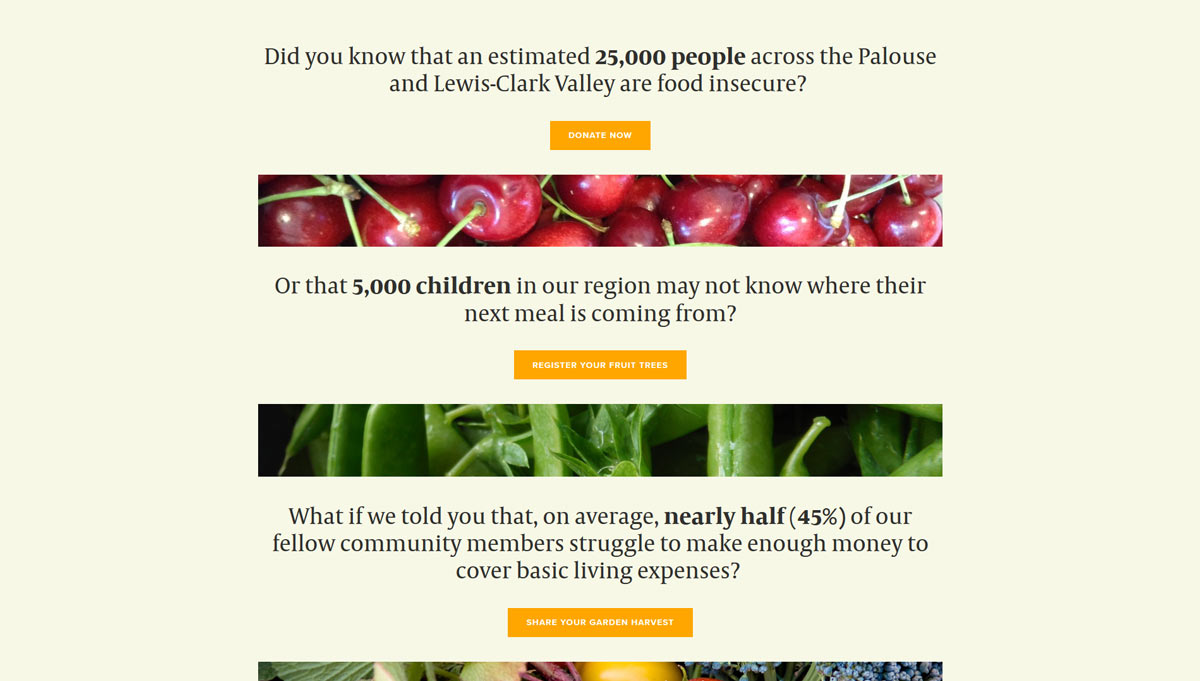 Did you know that an estimated 25,000 people across the Palouse
and Lewis-Clark Valley are food insecure?
DONATE NOW
Or that 5,000 children in our region may not know where their
next meal is coming from?
REGISTER YOUR FRUIT TREES
What if we told you that, on average, nearly half (45%) of our
fellow community members struggle to make enough money to
cover basic living expenses?
SHARE YOUR GARDEN HARVEST